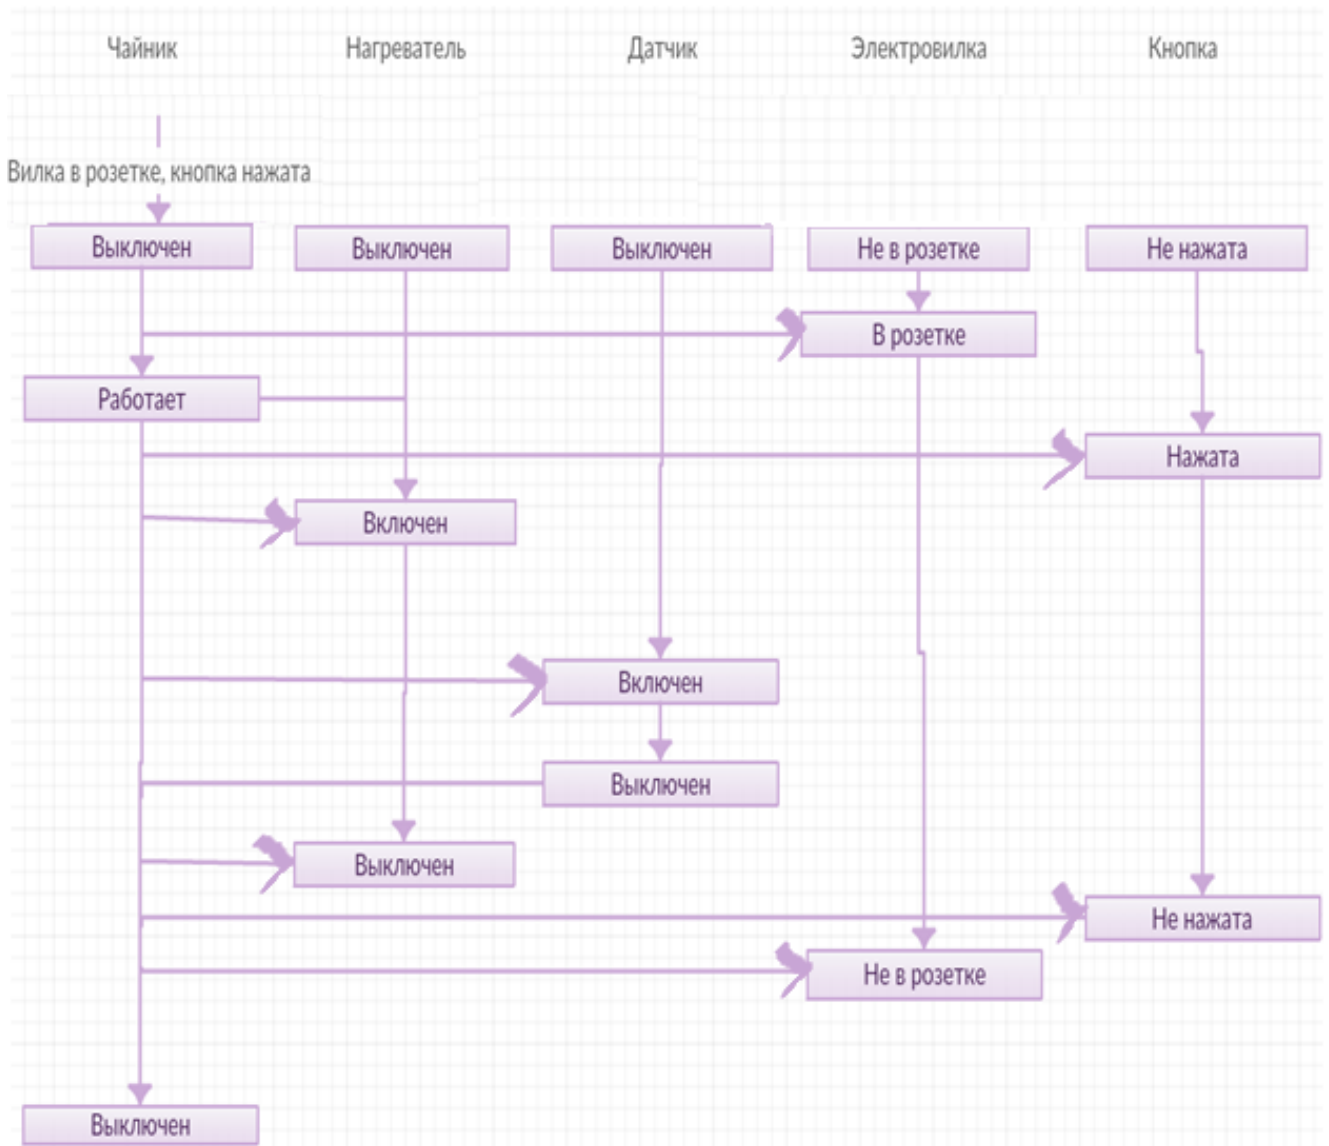 Чайник Нагреватель Датчик Электровилка Кнопка
Вилка в розетке, кнопка нажата
Выключен Выключен Выключен Не в розетке Не нажата
В розетке
Работает
Нажата
Включен
Включен
Выключен
Выключен
Не нажата
Не в розетке
Выключен